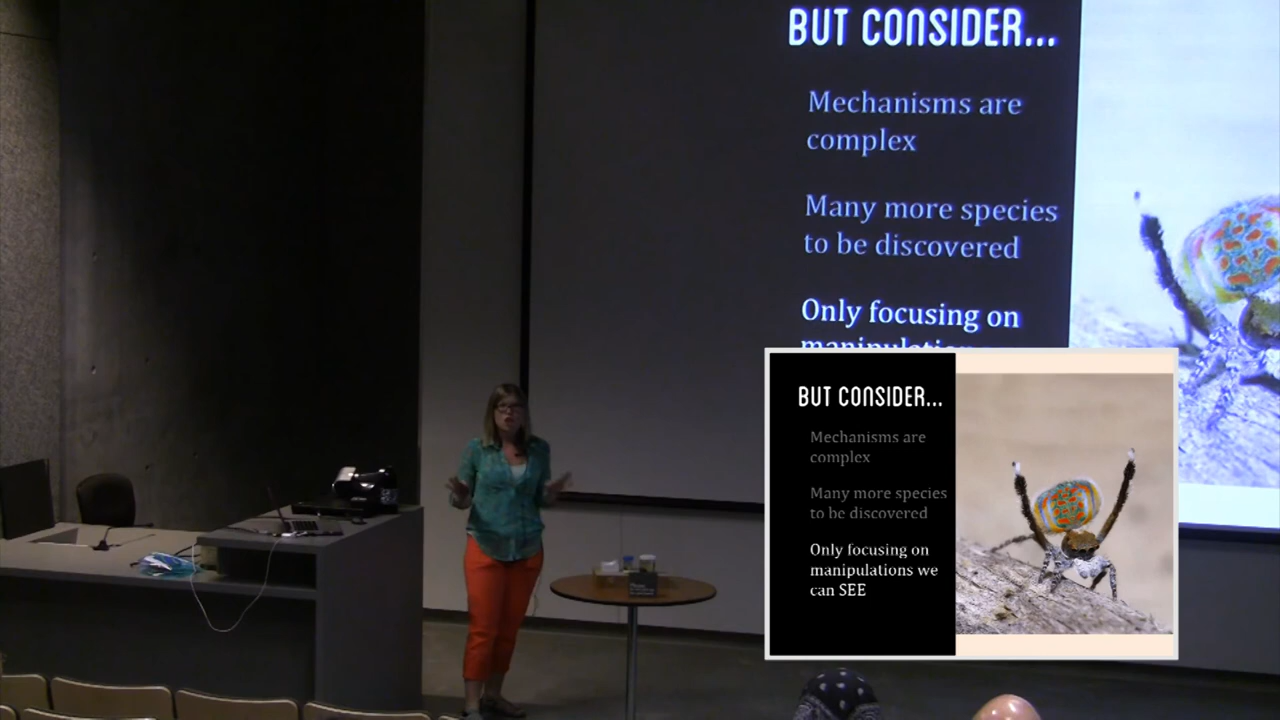 BUT CONSIDER...
Mechanisms are
complex
Many more species
to be discovered
Only focusing on
manipulations
BUT CONSIDER...
Mechanisms are
complex
Many more species
to be discovered
Only focusing on
manipulations we
can SEE